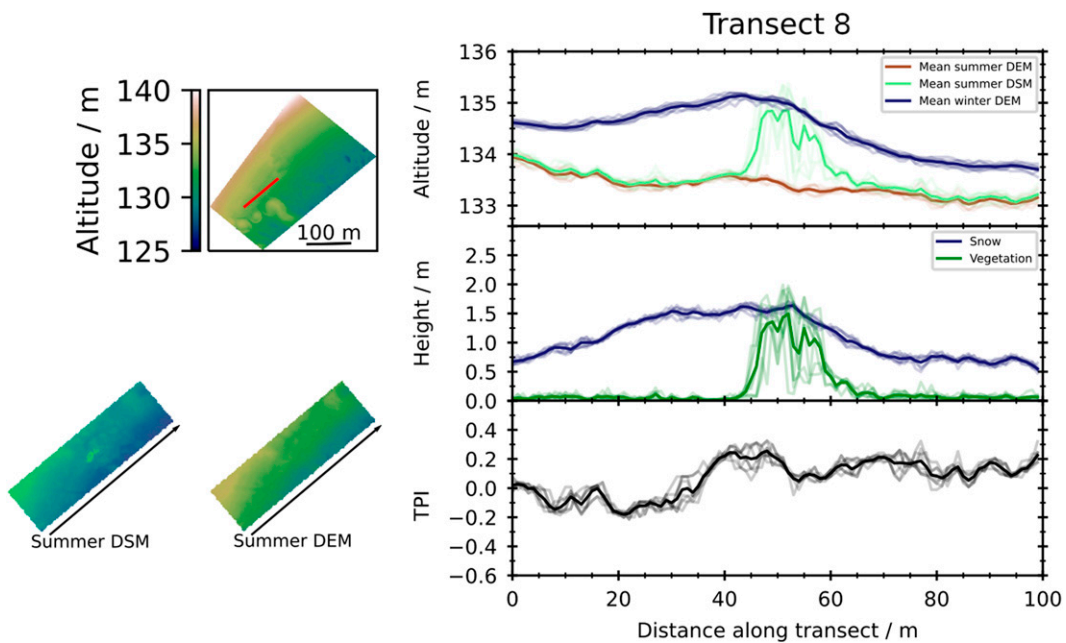 Transect 8
Altitude / m
140
135
130
125
100 m
Summer DSM
Summer DEM
Altitude / m
136
135
134
133
Mean summer DEM
Mean summer DSM
Mean winter DEM
Height / m
2.5
2.0
1.5
1.0
0.5
0.0
Snow
Vegetation
TPI
0.4
0.2
0.0
−0.2
−0.4
−0.6
0 20 40 60 80 100
Distance along transect / m